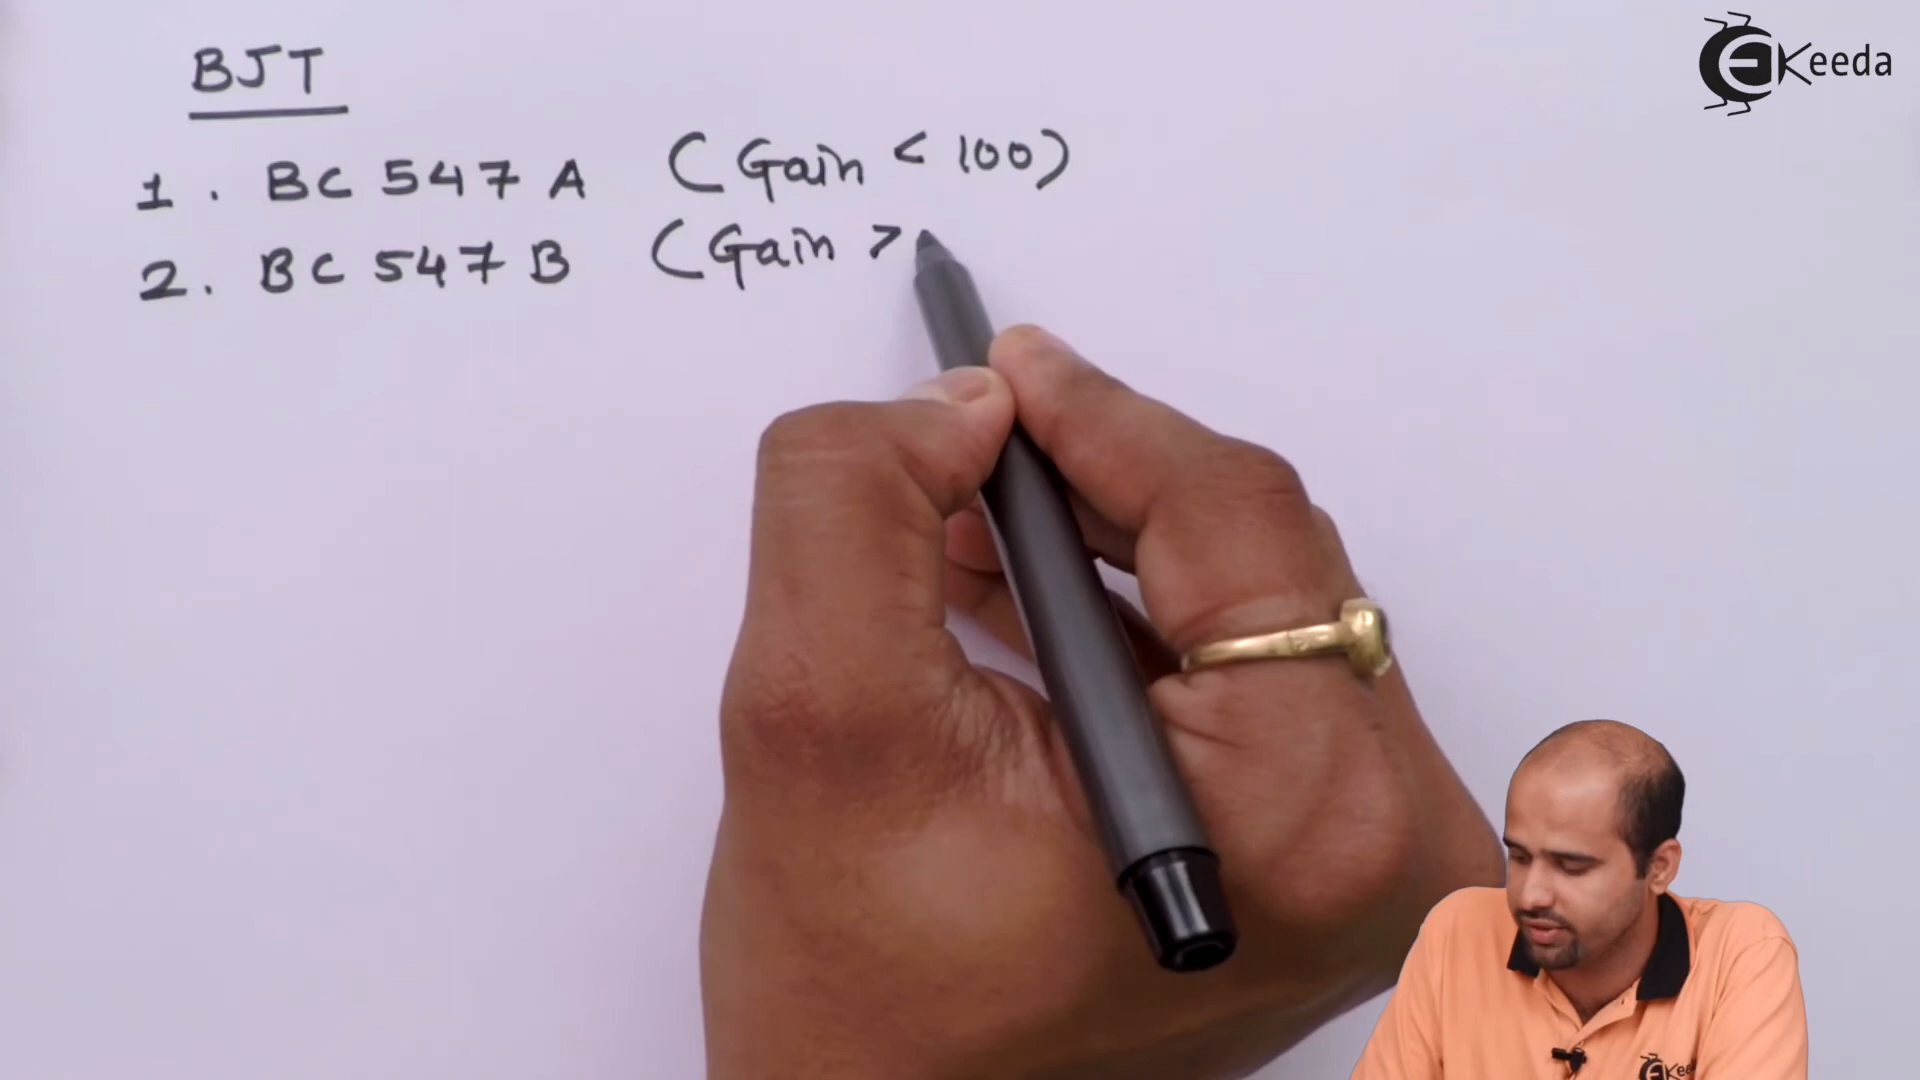 BJT
1. BC 547 A (Gain < 100)
2. BC 547 B (Gain >
Keeda